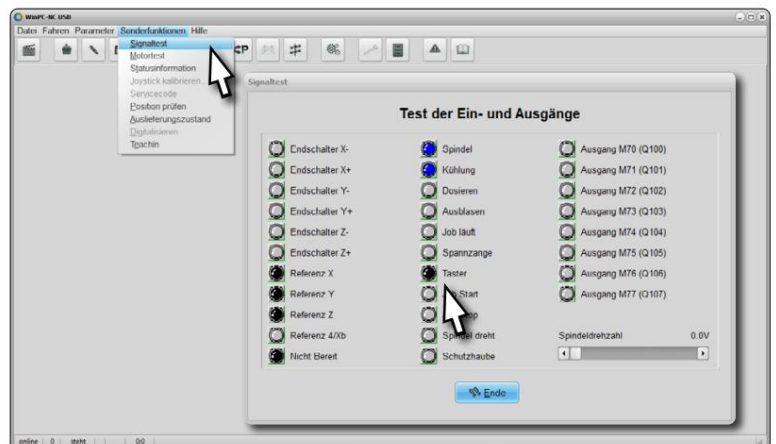 WinPC-NC USB
Datei Fahren Parameter Sonderfunktionen Hilfe
Signaltest
Motortest
Statusinformation
Joystick kalibrieren...
Servicecode
Position prüfen
Auslieferungszustand
Digitalisieren
Teachin
Signaltest
Test der Ein- und Ausgänge
Endschalter X- Spindel Ausgang M70 (Q100)
Endschalter X+ Kühlung Ausgang M71 (Q101)
Endschalter Y- Dosieren Ausgang M72 (Q102)
Endschalter Y+ Ausblasen Ausgang M73 (Q103)
Endschalter Z- Job läuft Ausgang M74 (Q104)
Endschalter Z+ Spannzange Ausgang M75 (Q105)
Referenz X Taster Ausgang M76 (Q106)
Referenz Y Start Ausgang M77 (Q107)
Referenz Z
Referenz 4/Xb Spindel dreht Spindeldrehzahl 0.0V
Nicht Bereit Schutzhaube
Ende
online 0 steht 0:0